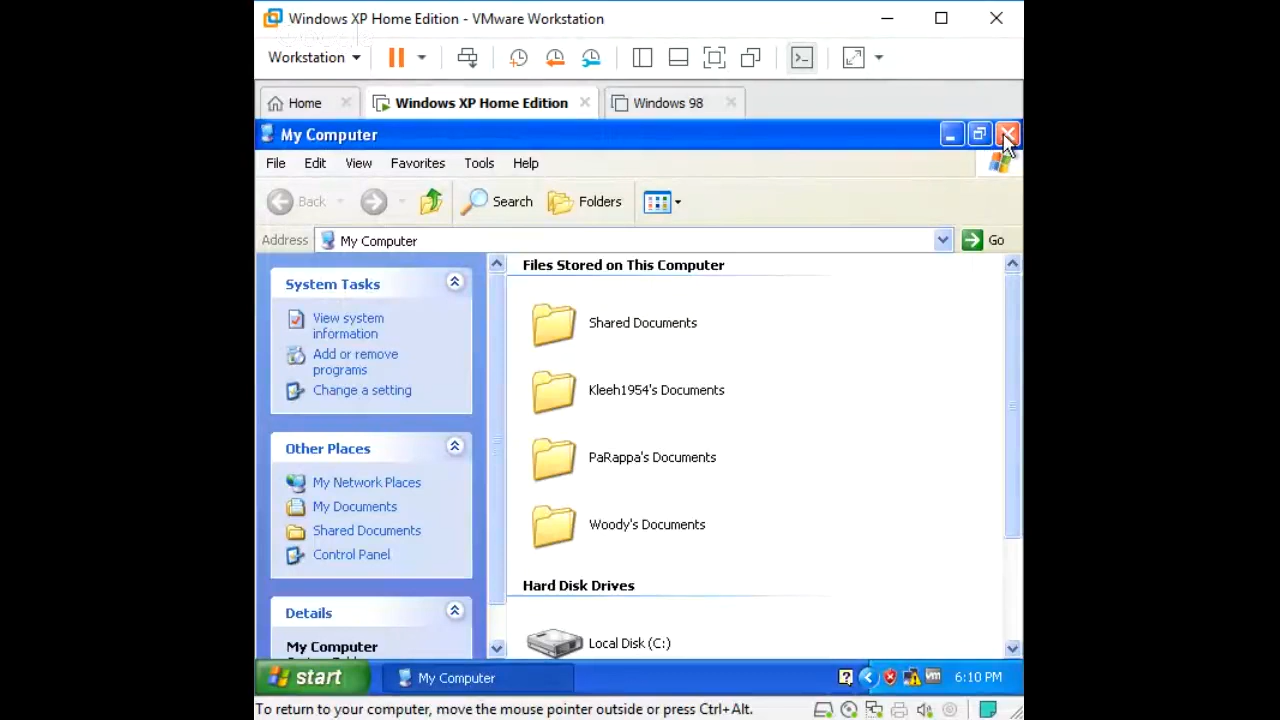 Windows XP Home Edition - VMware Workstation
Workstation
Home
Windows XP Home Edition
Windows 98
My Computer
File Edit View Favorites Tools Help
Back Search Folders
Address My Computer Go
System Tasks
View system
information
Add or remove
programs
Change a setting
Other Places
My Network Places
My Documents
Shared Documents
Control Panel
Details
My Computer
Files Stored on This Computer
Shared Documents
Kleeh1954's Documents
PaRappa's Documents
Woody's Documents
Hard Disk Drives
Local Disk (C:)
start My Computer vm 6:10 PM
To return to your computer, move the mouse pointer outside or press Ctrl+Alt.